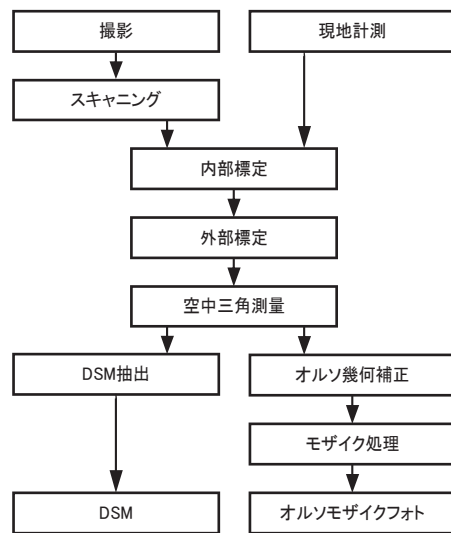 撮影
現地計測
スキャニング
内部標定
外部標定
空中三角測量
DSM抽出
オルソ幾何補正
モザイク処理
DSM
オルソモザイクフォト